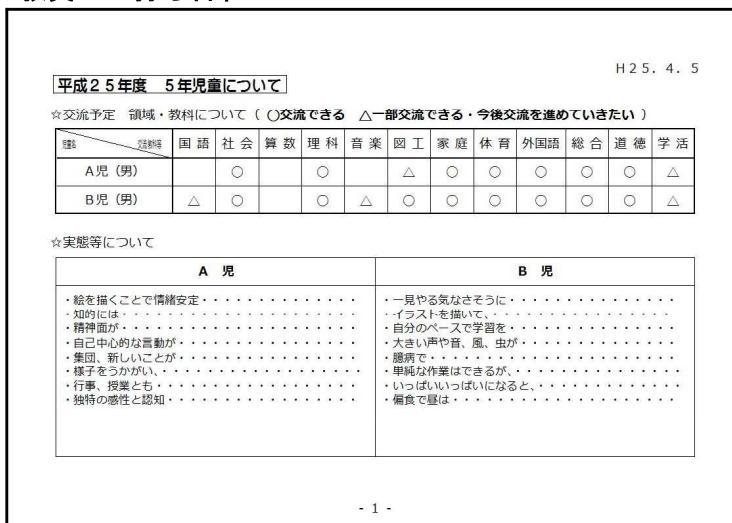 H25.4.5
平成25年度　5年児童について
☆交流予定　領域・教科について（ ○交流できる　△一部交流できる・今後交流を進めていきたい ）
児童名 交流教科等 国語 社会 算数 理科 音楽 図工 家庭 体育 外国語 総合 道徳 学活
A児（男） ○ ○ △ ○ ○ ○ ○ ○ △
B児（男） △ ○ ○ △ ○ ○ ○ ○ ○ ○ △
☆実態等について
A　児 B　児
・絵を描くことで情緒安定・・・・・・・・・・・・・・ ・一見やる気なさそうに・・・・・・・・・・・・・・・
・知的には・・・・・・・・・・・・・・・・・・・・・ ・イラストを描いて、・・・・・・・・・・・・・・・・
・精神面が・・・・・・・・・・・・・・・・・・・・・ ・自分のペースで学習を・・・・・・・・・・・・・・・
・自己中心的な言動が・・・・・・・・・・・・・・・・ ・大きい声や音、風、虫が・・・・・・・・・・・・・・
・集団、新しいことが・・・・・・・・・・・・・・・・ ・臆病で・・・・・・・・・・・・・・・・・・・・・・
・様子をうかがい、・・・・・・・・・・・・・・・・・・ ・単純な作業はできるが、・・・・・・・・・・・・・・・
・行事、授業とも・・・・・・・・・・・・・・・・・・ ・いっぱいいっぱいになると、・・・・・・・・・・・・・
・独特の感性と認知・・・・・・・・・・・・・・・・・ ・偏食で昼は・・・・・・・・・・・・・・・・・・・・
- 1 -